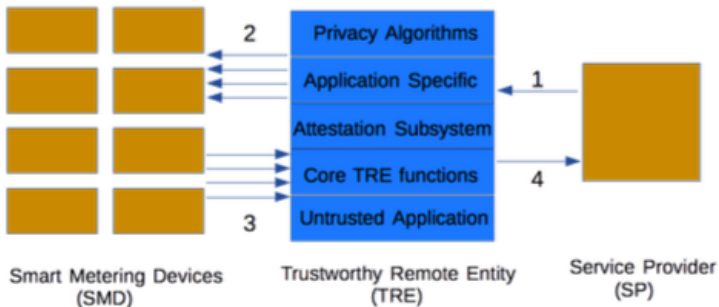 2
Privacy Algorithms
Application Specific
1
Attestation Subsystem
Core TRE functions
4
3
Untrusted Application
Smart Metering Devices
(SMD)
Trustworthy Remote Entity
(TRE)
Service Provider
(SP)